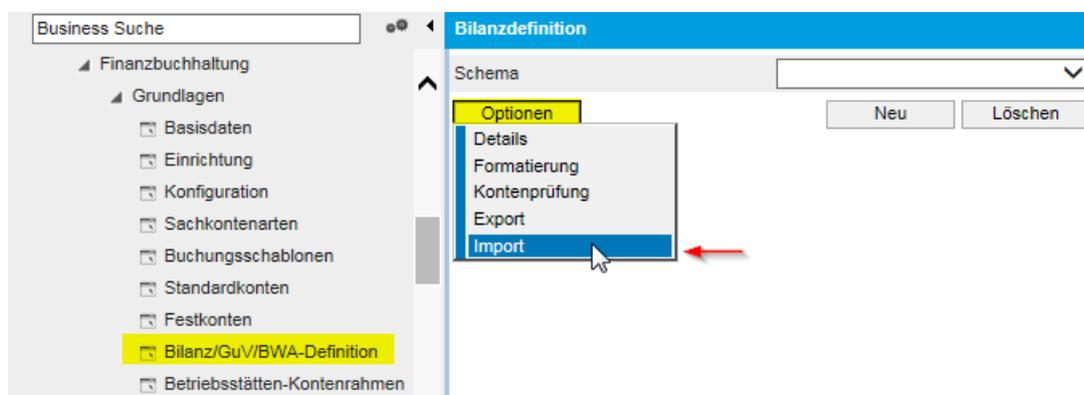 Business Suche
Finanzbuchhaltung
Grundlagen
Basisdaten
Einrichtung
Konfiguration
Sachkontenarten
Buchungsschablonen
Standardkonten
Festkonten
Bilanz/GuV/BWA-Definition
Betriebsstätten-Kontenrahmen
Bilanzdefinition
Schema
Optionen
Neu
Löschen
Details
Formatierung
Kontenprüfung
Export
Import